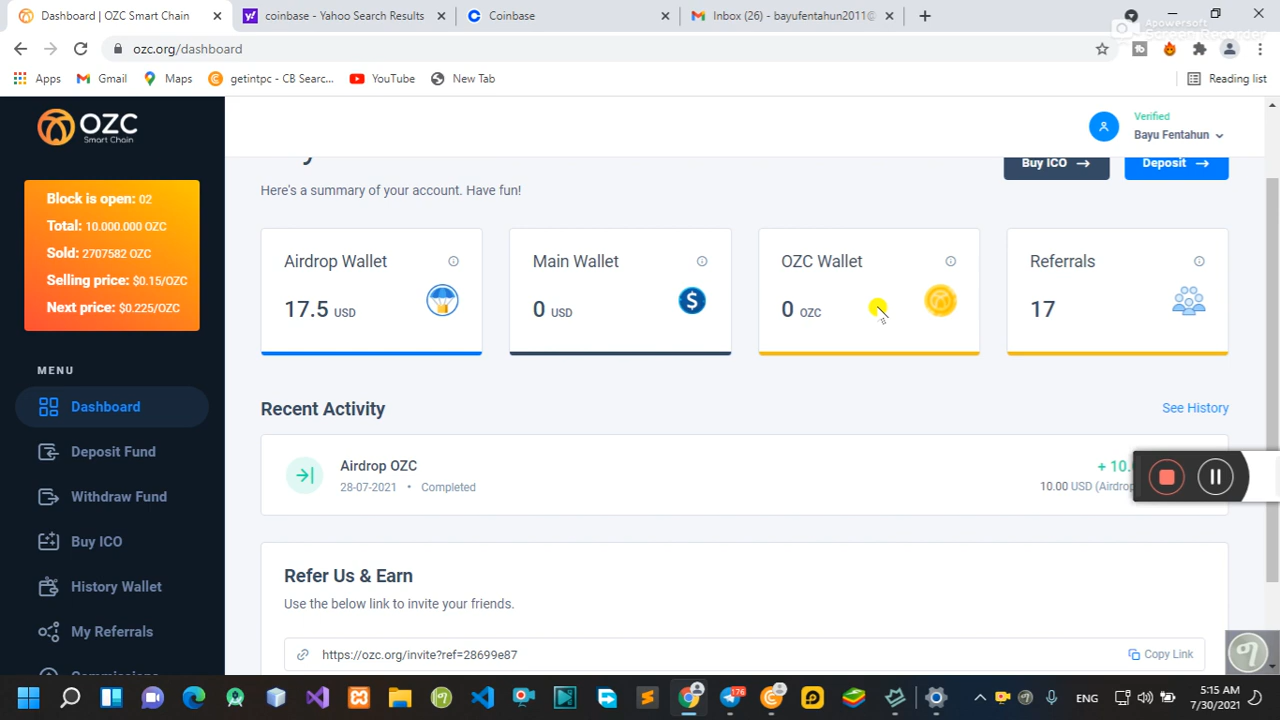 Dashboard | OZC Smart Chain
coinbase - Yahoo Search Results
Coinbase
Inbox (26) - bayufentahun2011@
Apowersoft
Screen Recorder
ozc.org/dashboard
Apps
Gmail
Maps
getintpc - CB Searc...
YouTube
New Tab
Reading list
OZC
Smart Chain
Verified
Bayu Fentahun
Block is open: 02
Total: 10.000.000 OZC
Sold: 2707582 OZC
Selling price: $0.15/OZC
Next price: $0.225/OZC
MENU
Dashboard
Deposit Fund
Withdraw Fund
Buy ICO
History Wallet
My Referrals
Commissions
Here's a summary of your account. Have fun!
Buy ICO
Deposit
Airdrop Wallet
17.5 USD
Main Wallet
0 USD
OZC Wallet
0 OZC
Referrals
17
Recent Activity
See History
Airdrop OZC
28-07-2021 • Completed
+ 10.
10.00 USD (Airdrop
Refer Us & Earn
Use the below link to invite your friends.
https://ozc.org/invite?ref=28699e87
Copy Link
176
ENG
5:15 AM
7/30/2021